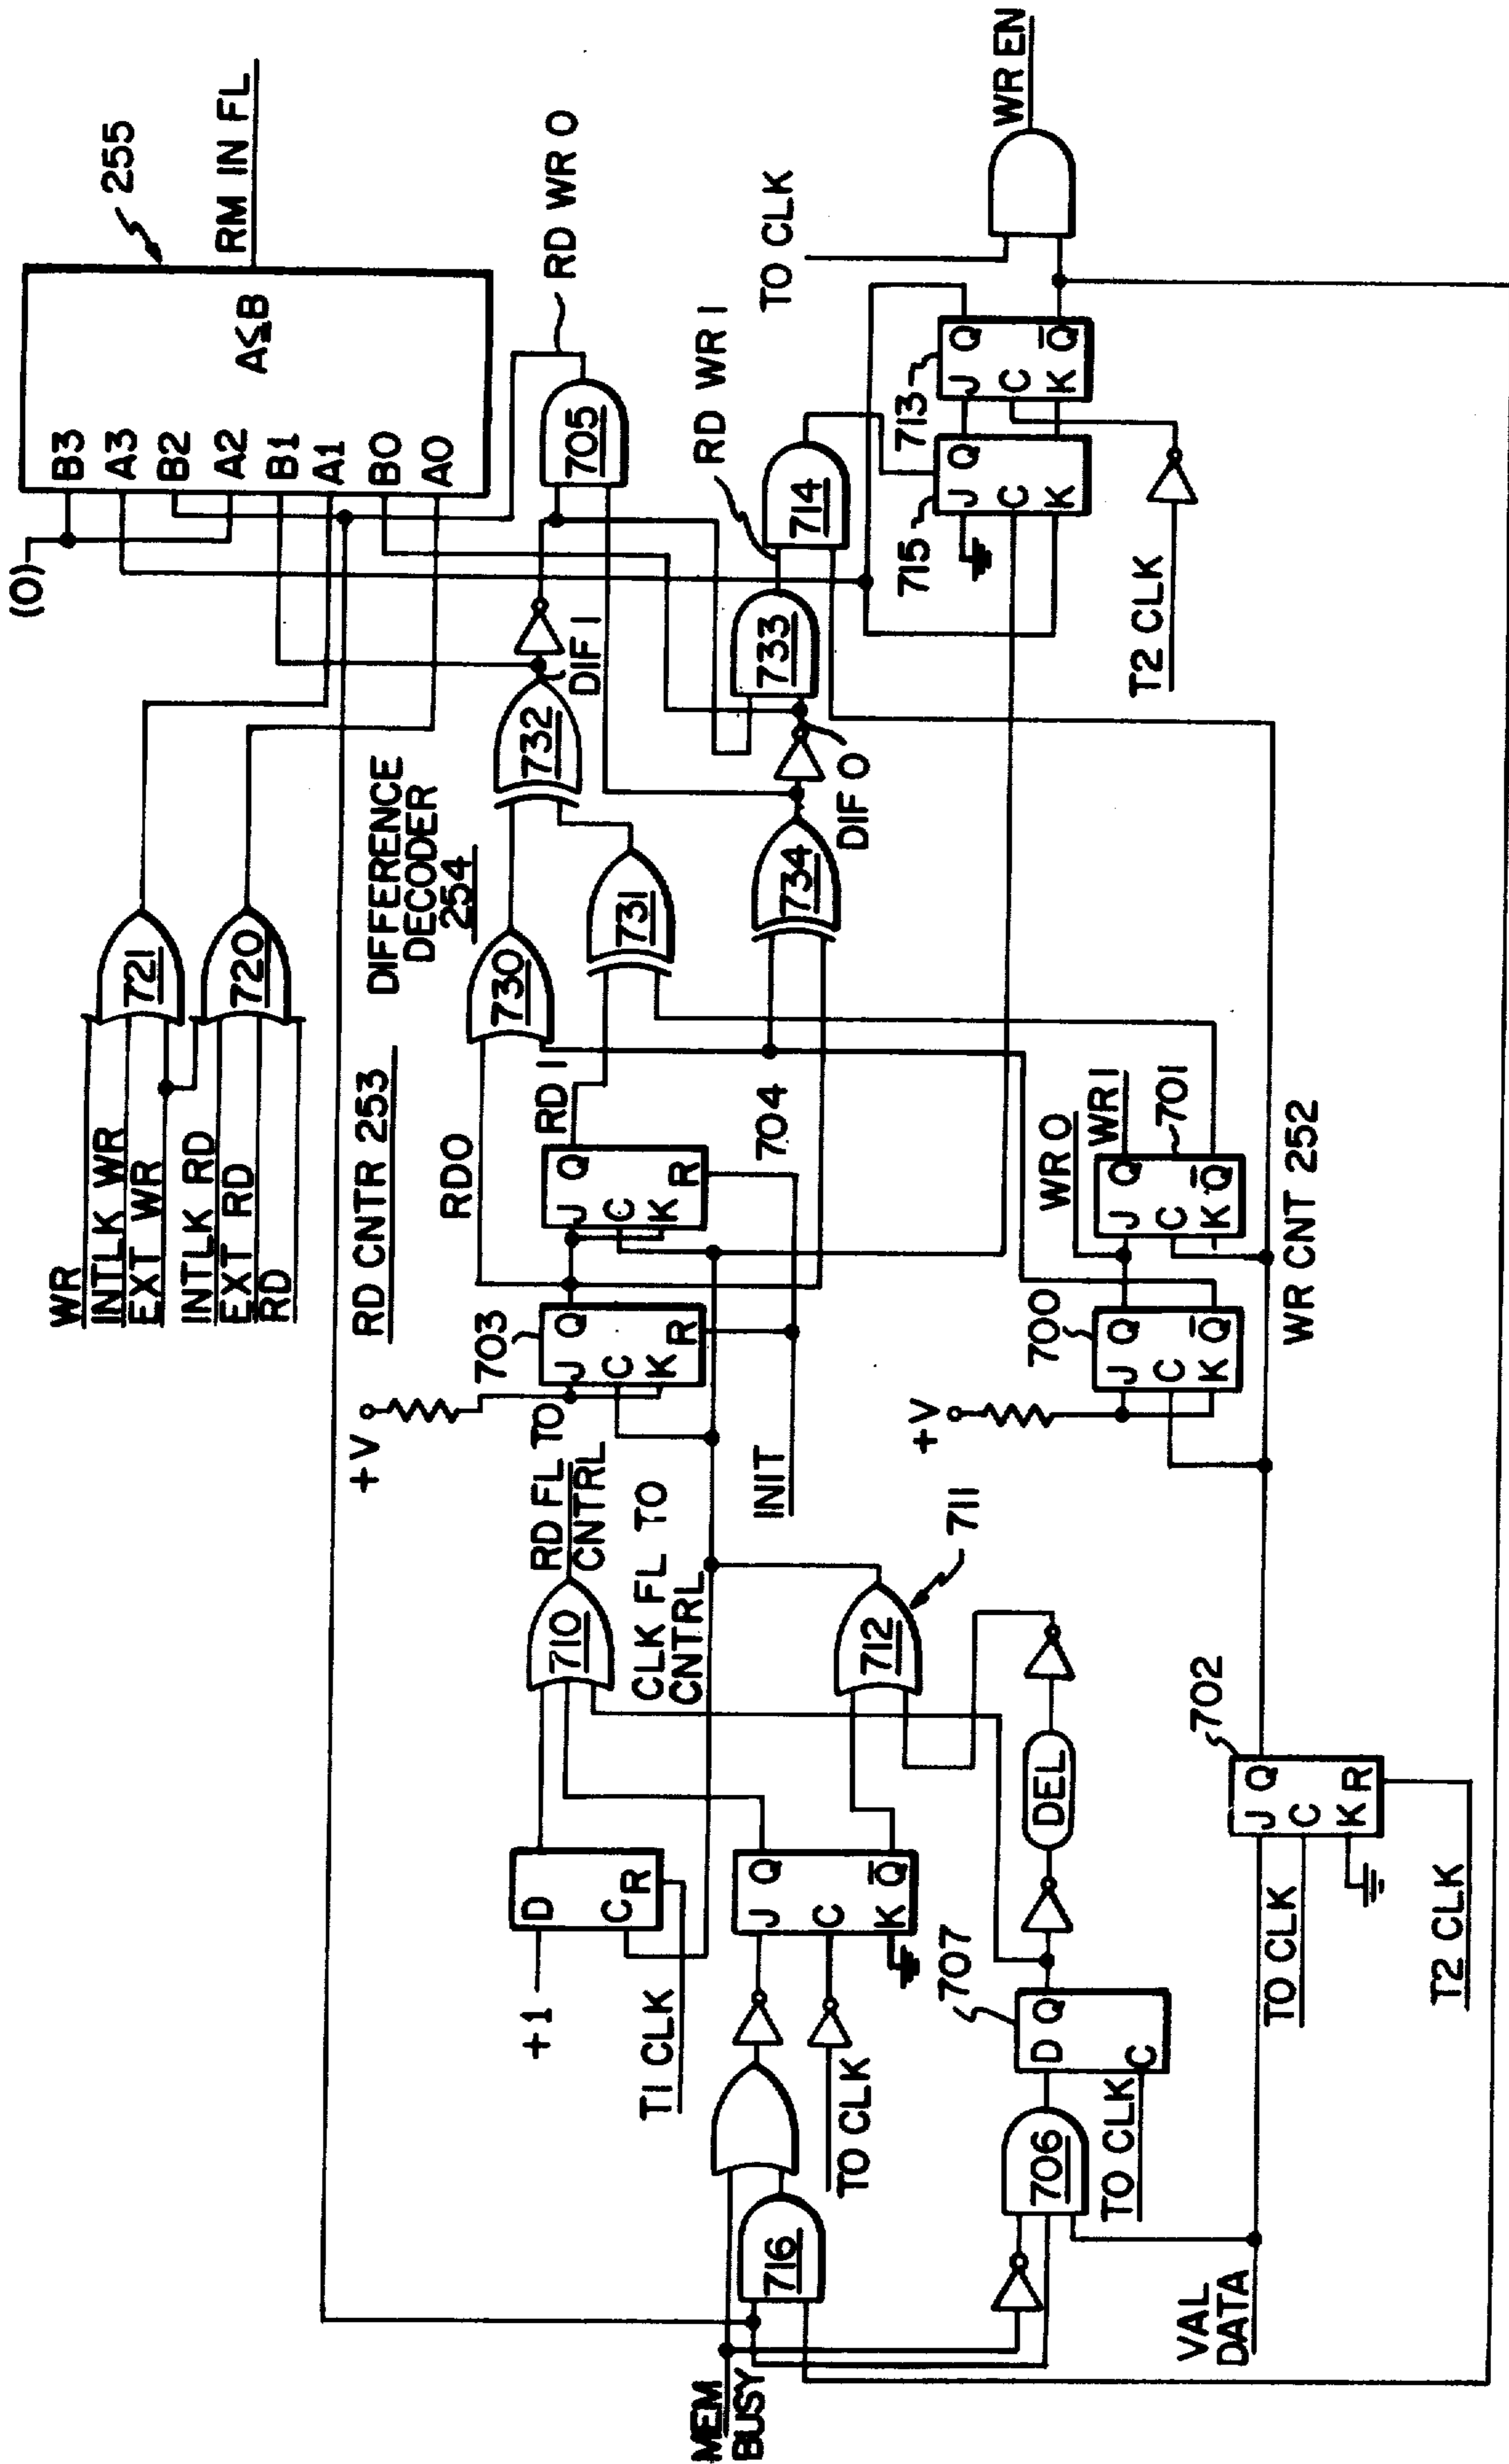 (0)
B3
A3
B2
A2
B1
A1
B0
A0
A≤B
255
RM IN FL
WR
INTLK WR
EXT WR
INTLK RD
EXT RD
RD
721
720
DIFFERENCE
DECODER
254
RD CNTR 253
+V
703
J Q
C
K
R
RD0
RD 1
J Q
C
K
R
704
730
731
732
734
DIF 1
DIF 0
705
RD WR 0
733
RD WR 1
714
715
J Q
C
K
713
J Q
C
K Q
TO CLK
WR EN
T2 CLK
RD FL TO
CNTRL
710
CLK FL TO
CNTRL
712
711
INIT
+V
700
J Q
C
K Q
WR 0
WR 1
701
J Q
C
K Q
WR CNT 252
+1
D
C
R
T1 CLK
J Q
C
K Q
TO CLK
716
MEM
BUSY
706
TO CLK
707
D Q
C
DEL
702
J Q
C
K
R
VAL
DATA
TO CLK
T2 CLK